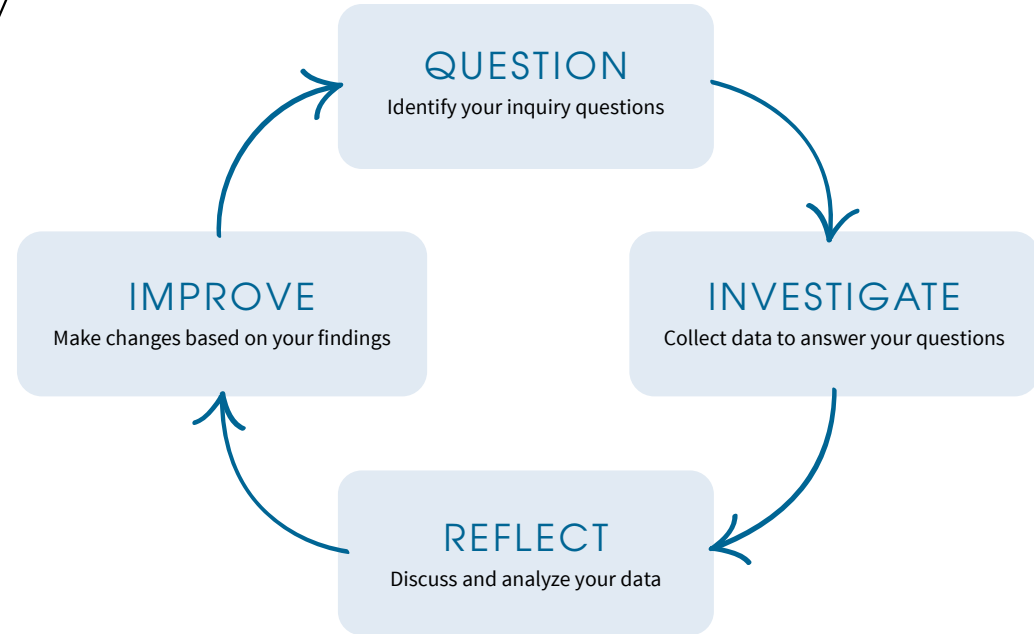 QUESTION
Identify your inquiry questions
INVESTIGATE
Collect data to answer your questions
REFLECT
Discuss and analyze your data
IMPROVE
Make changes based on your findings